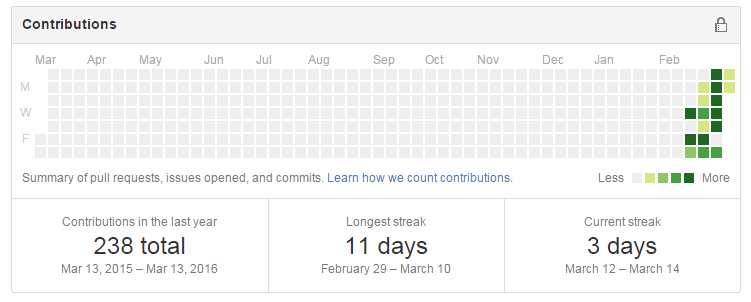 Contributions
Mar Apr May Jun Jul Aug Sep Oct Nov Dec Jan Feb
M
W
F
Summary of pull requests, issues opened, and commits. Learn how we count contributions. Less More
Contributions in the last year Longest streak Current streak
238 total 11 days 3 days
Mar 13, 2015 – Mar 13, 2016 February 29 – March 10 March 12 – March 14